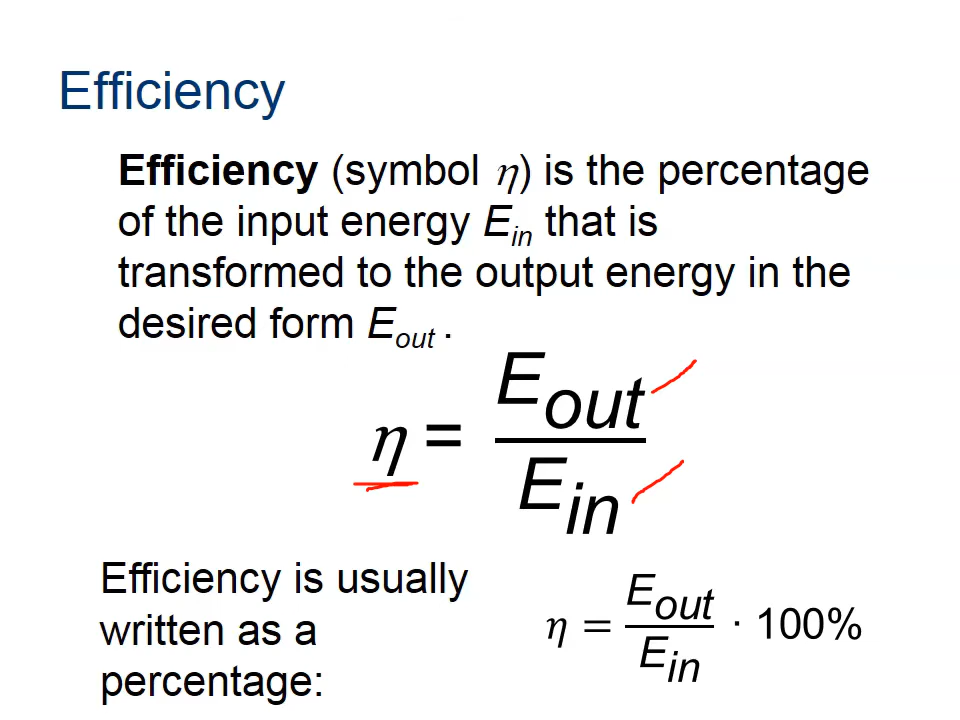 Efficiency
Efficiency (symbol η) is the percentage
of the input energy E_in that is
transformed to the output energy in the
desired form E_out .
η = E_out / E_in
Efficiency is usually
written as a
percentage:
η = E_out / E_in · 100%